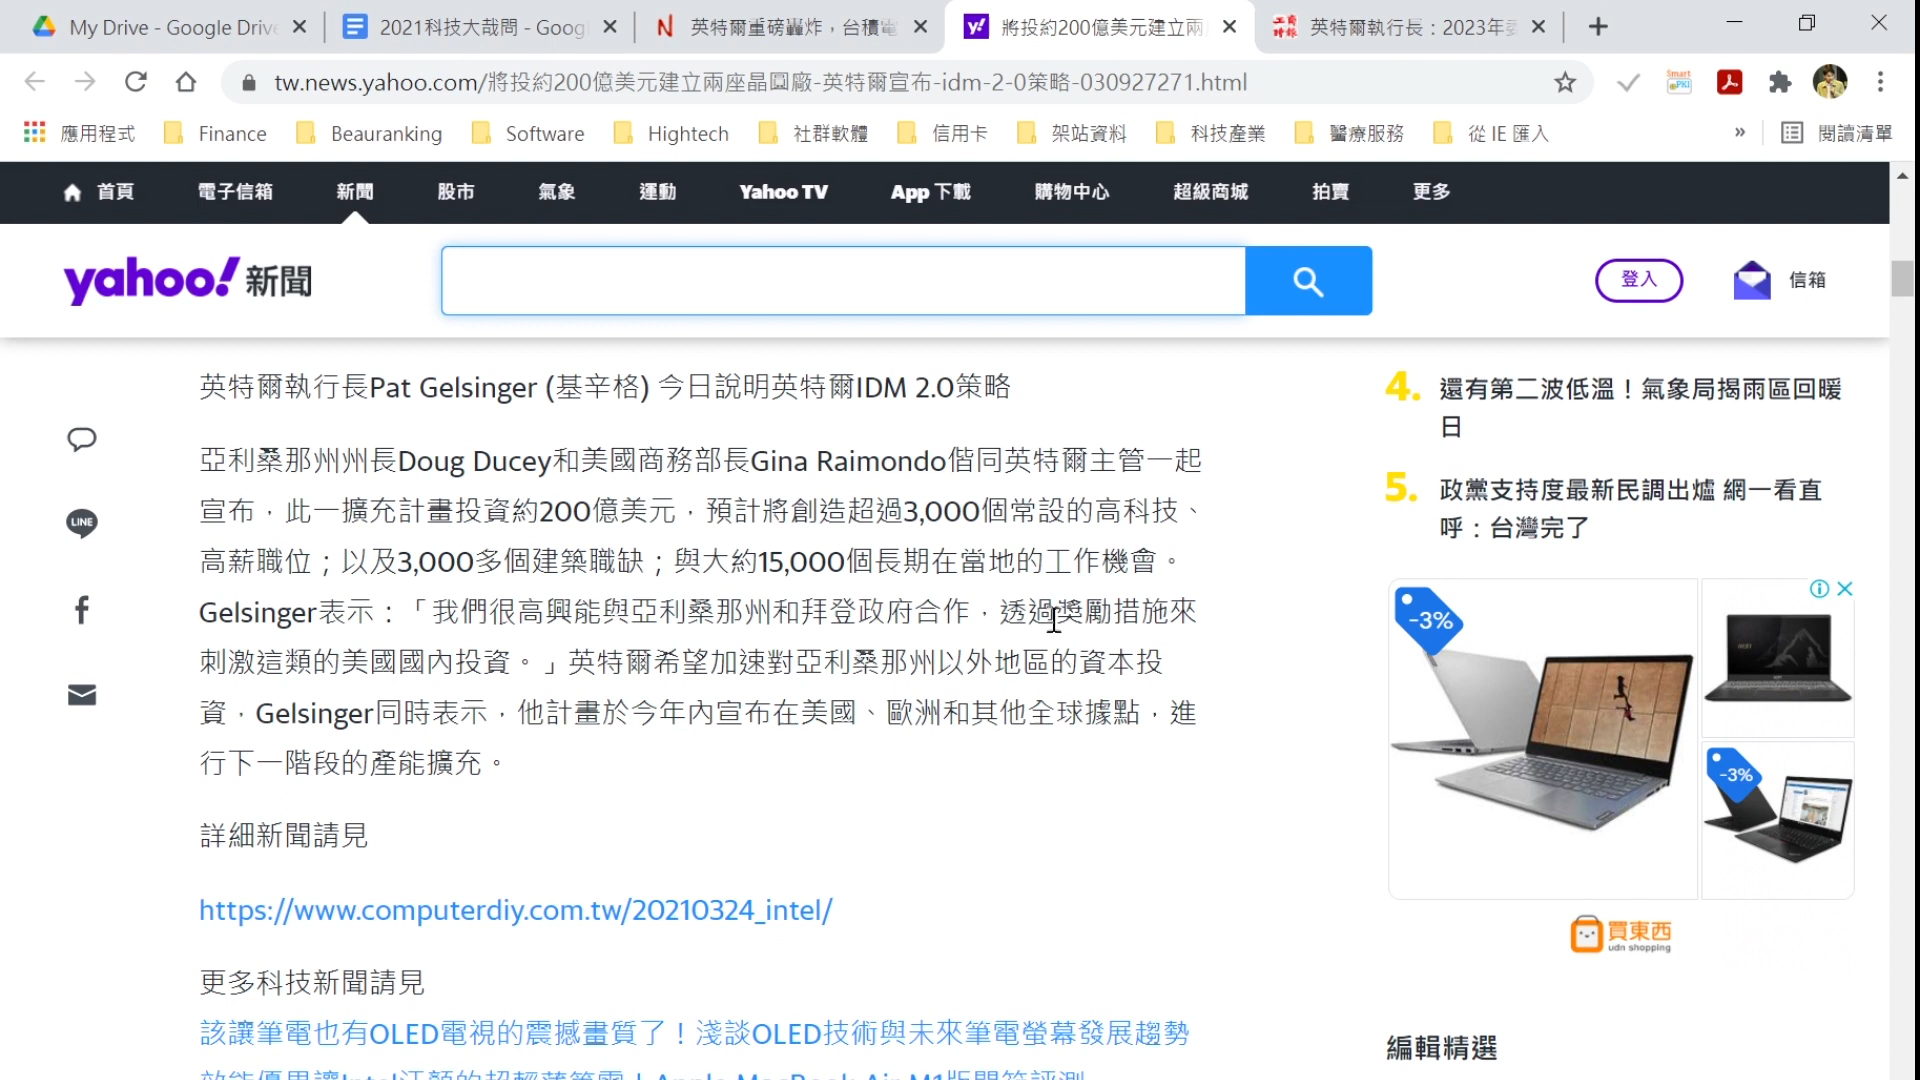 My Drive - Google Drive
2021科技大哉問 - Goog
英特爾重磅轟炸，台積電
將投約200億美元建立兩
英特爾執行長：2023年委
tw.news.yahoo.com/將投約200億美元建立兩座晶圓廠-英特爾宣布-idm-2-0策略-030927271.html
Smart
PKI
應用程式 Finance Beauranking Software Hightech 社群軟體 信用卡 架站資料 科技產業 醫療服務 從 IE 匯入 » 閱讀清單
首頁 電子信箱 新聞 股市 氣象 運動 Yahoo TV App 下載 購物中心 超級商城 拍賣 更多
yahoo! 新聞
登入
信箱
英特爾執行長Pat Gelsinger (基辛格) 今日說明英特爾IDM 2.0策略
亞利桑那州州長Doug Ducey和美國商務部長Gina Raimondo偕同英特爾主管一起
宣布，此一擴充計畫投資約200億美元，預計將創造超過3,000個常設的高科技、
高薪職位；以及3,000多個建築職缺；與大約15,000個長期在當地的工作機會。
Gelsinger表示：「我們很高興能與亞利桑那州和拜登政府合作，透過獎勵措施來
刺激這類的美國國內投資。」英特爾希望加速對亞利桑那州以外地區的資本投
資，Gelsinger同時表示，他計畫於今年內宣布在美國、歐洲和其他全球據點，進
行下一階段的產能擴充。
詳細新聞請見
https://www.computerdiy.com.tw/20210324_intel/
更多科技新聞請見
該讓筆電也有OLED電視的震撼畫質了！淺談OLED技術與未來筆電螢幕發展趨勢
LINE
4. 還有第二波低溫！氣象局揭雨區回暖
日
5. 政黨支持度最新民調出爐 網一看直
呼：台灣完了
-3%
-3%
買東西
udn shopping
編輯精選